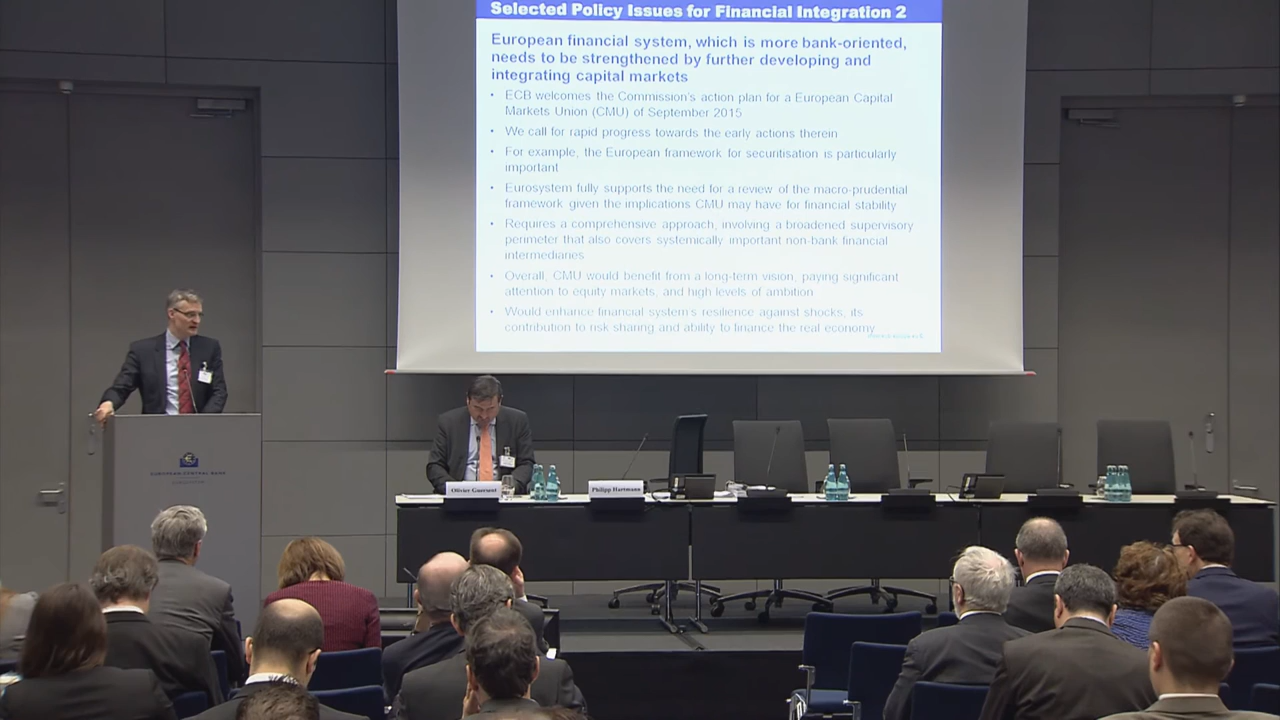 Selected Policy Issues for Financial Integration 2
European financial system, which is more bank-oriented,
needs to be strengthened by further developing and
integrating capital markets
• ECB welcomes the Commission's action plan for a European Capital
Markets Union (CMU) of September 2015
• We call for rapid progress towards the early actions therein
• For example, the European framework for securitisation is particularly
important
• Eurosystem fully supports the need for a review of the macro-prudential
framework given the implications CMU may have for financial stability
• Requires a comprehensive approach, involving a broadened supervisory
perimeter that also covers systemically important non-bank financial
intermediaries
• Overall, CMU would benefit from a long-term vision, paying significant
attention to equity markets, and high levels of ambition
• Would enhance financial system's resilience against shocks, its
contribution to risk sharing and ability to finance the real economy
EUROPEAN CENTRAL BANK
EUROSYSTEM
Olivier Guersent
Philipp Hartmann